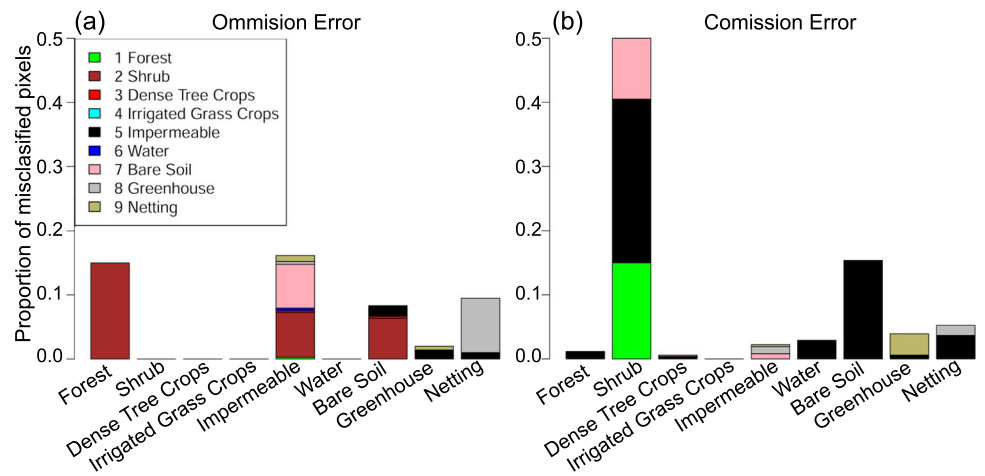 (a) Ommision Error
Proportion of misclasified pixels
0.5
0.4
0.3
0.2
0.1
0.0
1 Forest
2 Shrub
3 Dense Tree Crops
4 Irrigated Grass Crops
5 Impermeable
6 Water
7 Bare Soil
8 Greenhouse
9 Netting
Forest
Shrub
Dense Tree Crops
Irrigated Grass Crops
Impermeable
Water
Bare Soil
Greenhouse
Netting
(b) Comission Error
0.5
0.4
0.3
0.2
0.1
0.0
Forest
Shrub
Dense Tree Crops
Irrigated Grass Crops
Impermeable
Water
Bare Soil
Greenhouse
Netting